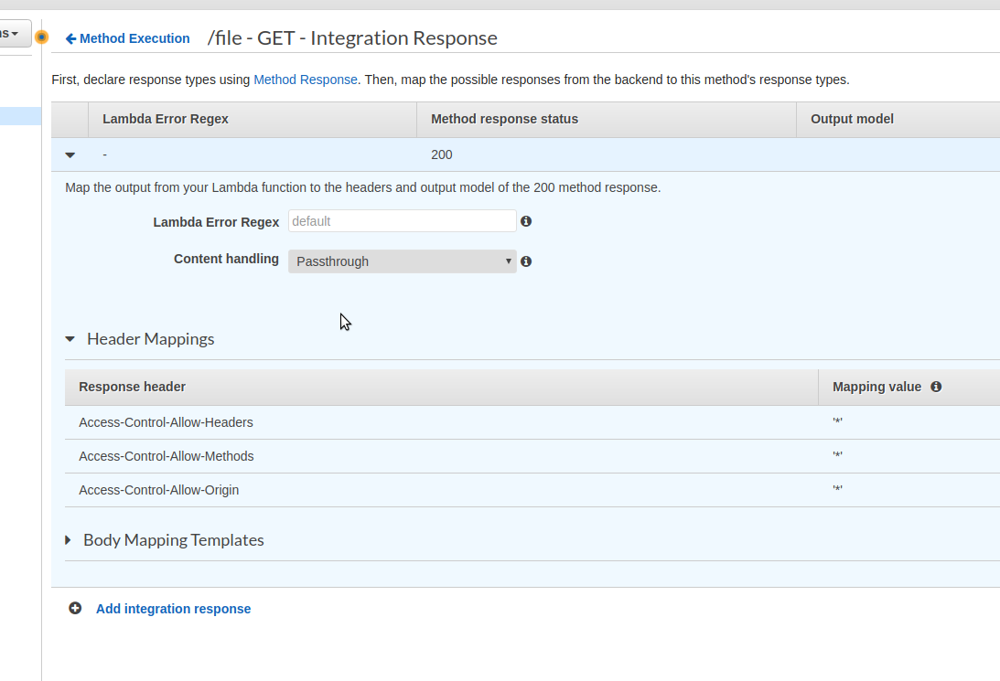 s
Method Execution /file - GET - Integration Response
First, declare response types using Method Response. Then, map the possible responses from the backend to this method's response types.
Lambda Error Regex Method response status Output model
- 200
Map the output from your Lambda function to the headers and output model of the 200 method response.
Lambda Error Regex default
Content handling Passthrough
Header Mappings
Response header Mapping value
Access-Control-Allow-Headers '*'
Access-Control-Allow-Methods '*'
Access-Control-Allow-Origin '*'
Body Mapping Templates
Add integration response